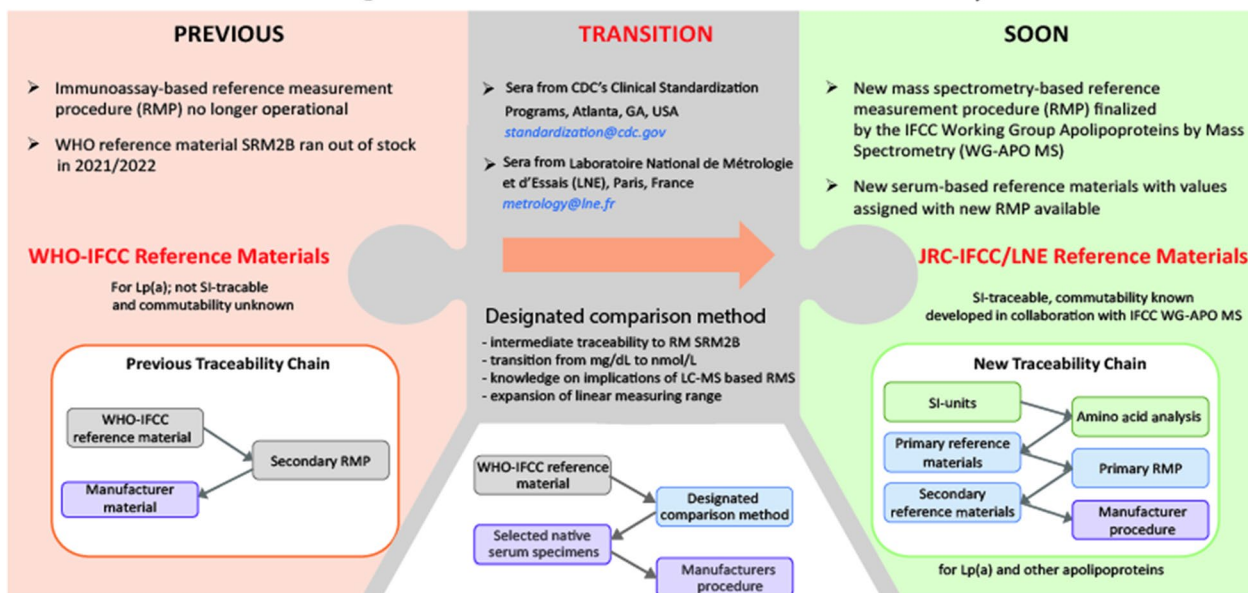 PREVIOUS
➢ Immunoassay-based reference measurement
procedure (RMP) no longer operational
➢ WHO reference material SRM2B ran out of stock
in 2021/2022
WHO-IFCC Reference Materials
For Lp(a); not SI-tracable
and commutability unknown
Previous Traceability Chain
WHO-IFCC
reference material
Secondary RMP
Manufacturer
material
TRANSITION
➢ Sera from CDC's Clinical Standardization
Programs, Atlanta, GA, USA
standardization@cdc.gov
➢ Sera from Laboratoire National de Métrologie
et d'Essais (LNE), Paris, France
metrology@lne.fr
Designated comparison method
- intermediate traceability to RM SRM2B
- transition from mg/dL to nmol/L
- knowledge on implications of LC-MS based RMS
- expansion of linear measuring range
WHO-IFCC reference
material
Designated
comparison method
Selected native
serum specimens
Manufacturers
procedure
SOON
➢ New mass spectrometry-based reference
measurement procedure (RMP) finalized
by the IFCC Working Group Apolipoproteins by Mass
Spectrometry (WG-APO MS)
➢ New serum-based reference materials with values
assigned with new RMP available
JRC-IFCC/LNE Reference Materials
SI-traceable, commutability known
developed in collaboration with IFCC WG-APO MS
New Traceability Chain
SI-units
Amino acid analysis
Primary reference
materials
Primary RMP
Secondary
reference materials
Manufacturer
procedure
for Lp(a) and other apolipoproteins